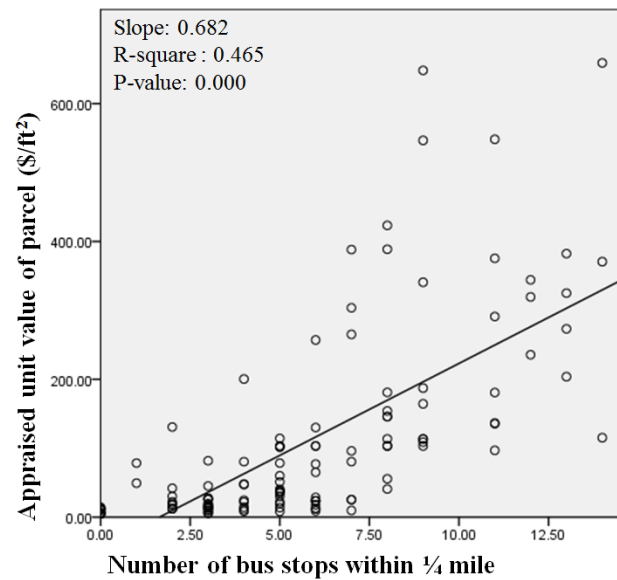 Slope: 0.682
R-square : 0.465
P-value: 0.000
Appraised unit value of parcel ($/ft²)
600.00
400.00
200.00
0.00
0.00 2.50 5.00 7.50 10.00 12.50
Number of bus stops within ¼ mile